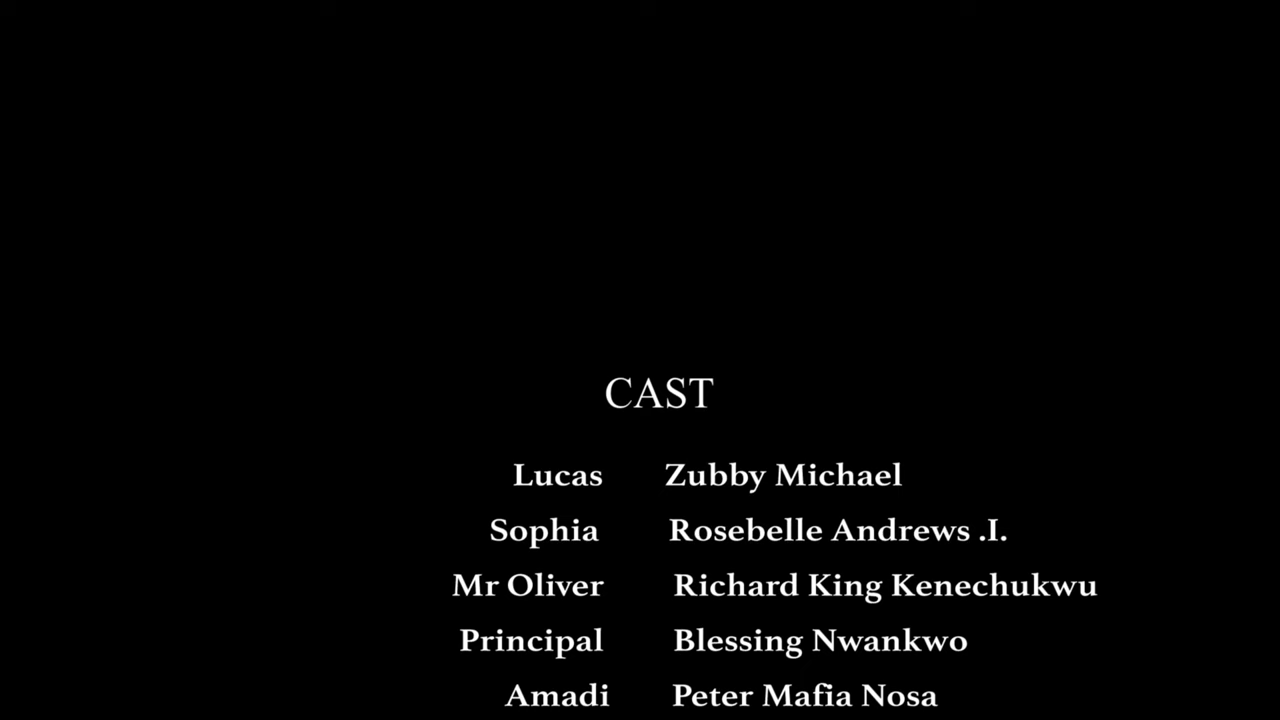 CAST
Lucas Zubby Michael
Sophia Rosebelle Andrews .I.
Mr Oliver Richard King Kenechukwu
Principal Blessing Nwankwo
Amadi Peter Mafia Nosa